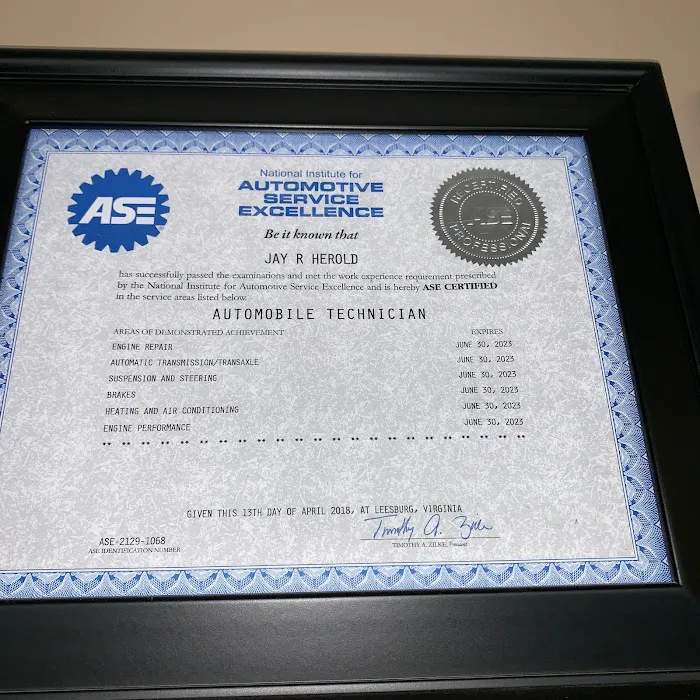 National Institute for
AUTOMOTIVE
SERVICE
EXCELLENCE
ASE
CERTIFIED
ASE
PROFESSIONAL
Be it known that
JAY R HEROLD
has successfully passed the examinations and met the work experience requirement prescribed
by the National Institute for Automotive Service Excellence and is hereby ASE CERTIFIED
in the service areas listed below.
AUTOMOBILE TECHNICIAN
AREAS OF DEMONSTRATED ACHIEVEMENT EXPIRES
ENGINE REPAIR JUNE 30, 2023
AUTOMATIC TRANSMISSION/TRANSAXLE JUNE 30, 2023
SUSPENSION AND STEERING JUNE 30, 2023
BRAKES JUNE 30, 2023
HEATING AND AIR CONDITIONING JUNE 30, 2023
ENGINE PERFORMANCE JUNE 30, 2023
** ** ** ** ** ** ** ** ** ** ** ** ** ** ** ** ** ** ** ** ** **
GIVEN THIS 13TH DAY OF APRIL 2018, AT LEESBURG, VIRGINIA
Timothy A. Zilke
TIMOTHY A. ZILKE, President
ASE-2129-1068
ASE IDENTIFICATION NUMBER